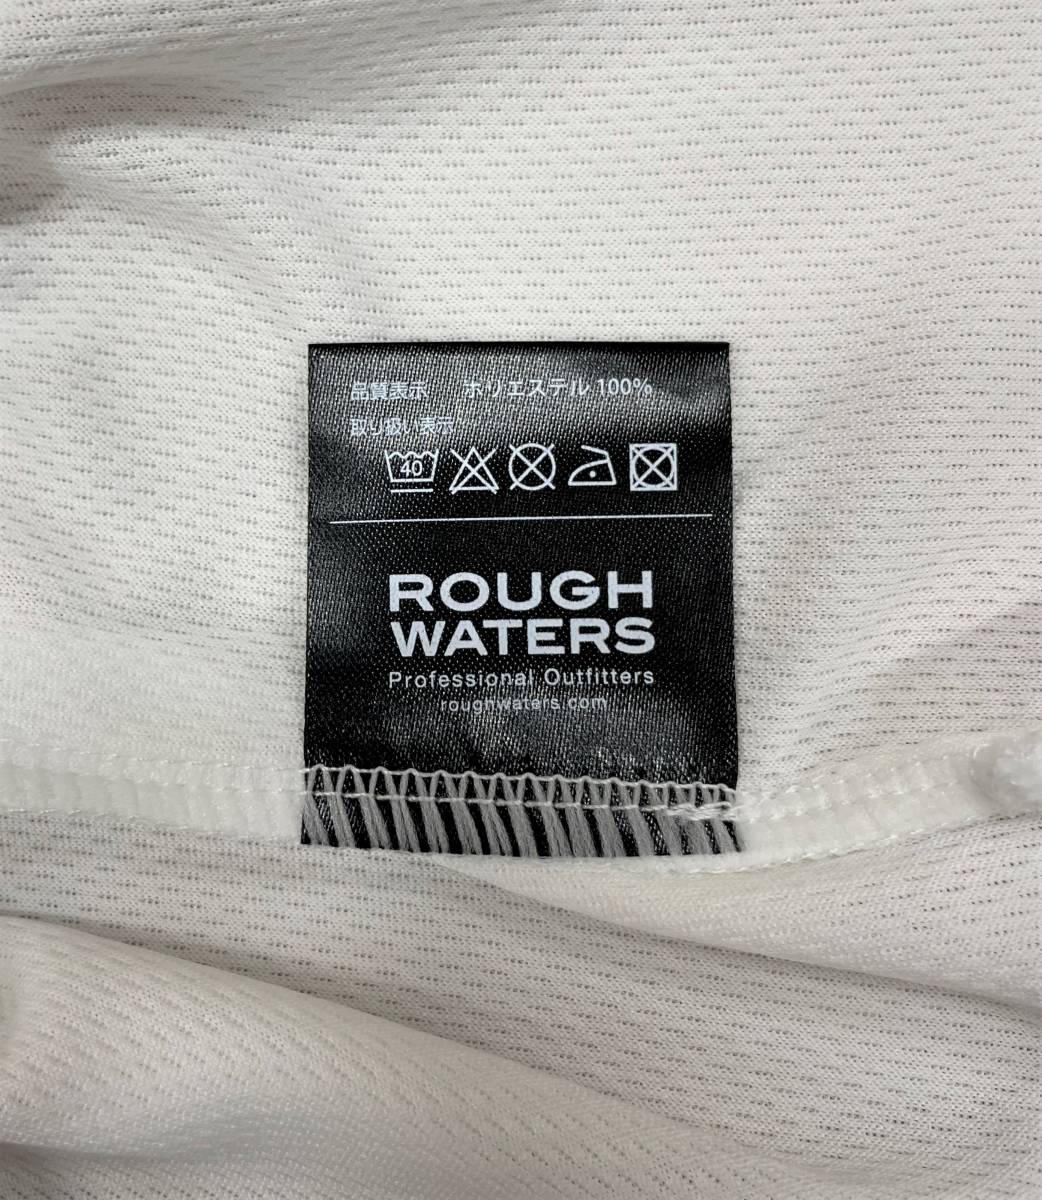 品質表示 ポリエステル 100%
取り扱い表示
40
ROUGH
WATERS
Professional Outfitters
roughwaters.com